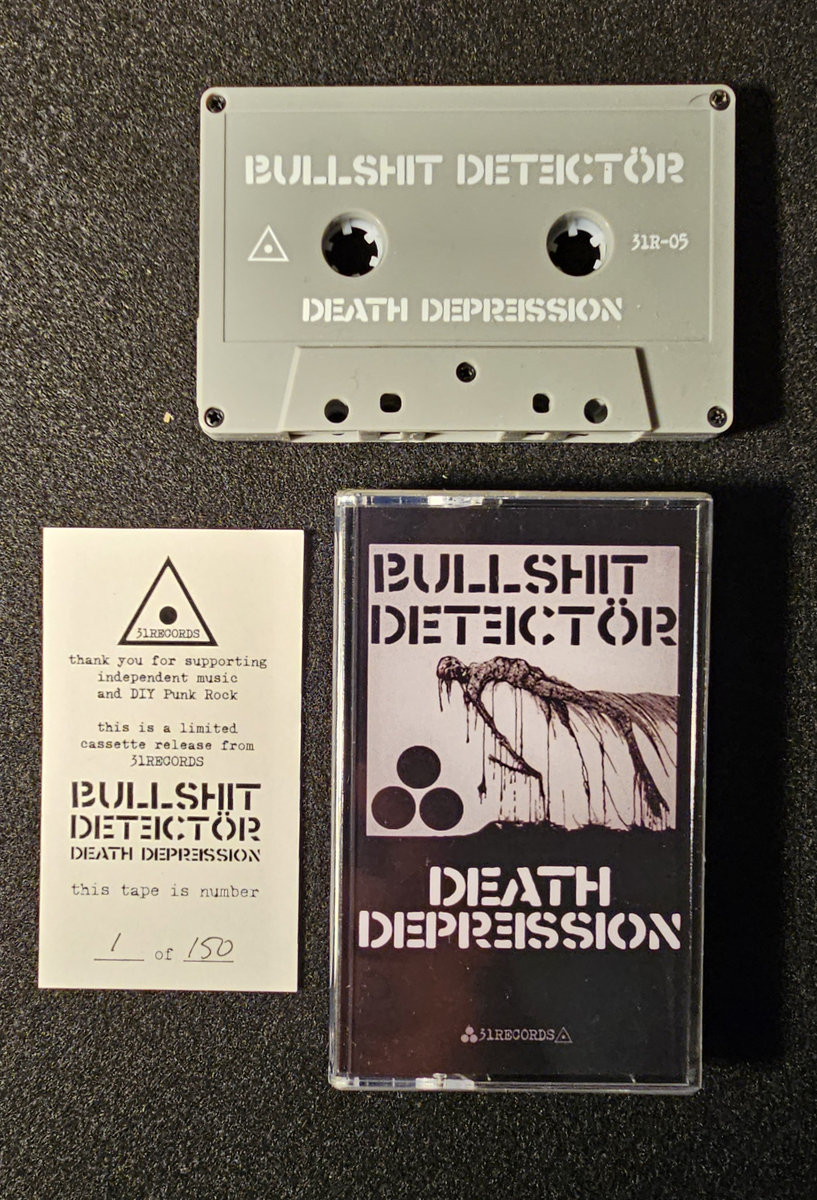 BULLSHIT DETECTÖR
31R-05
DEATH DEPRESSION
31RECORDS
thank you for supporting
independent music
and DIY Punk Rock
this is a limited
cassette release from
31RECORDS
BULLSHIT
DETECTÖR
DEATH DEPRESSION
this tape is number
1 of 150
BULLSHIT
DETECTÖR
DEATH
DEPRESSION
31RECORDS